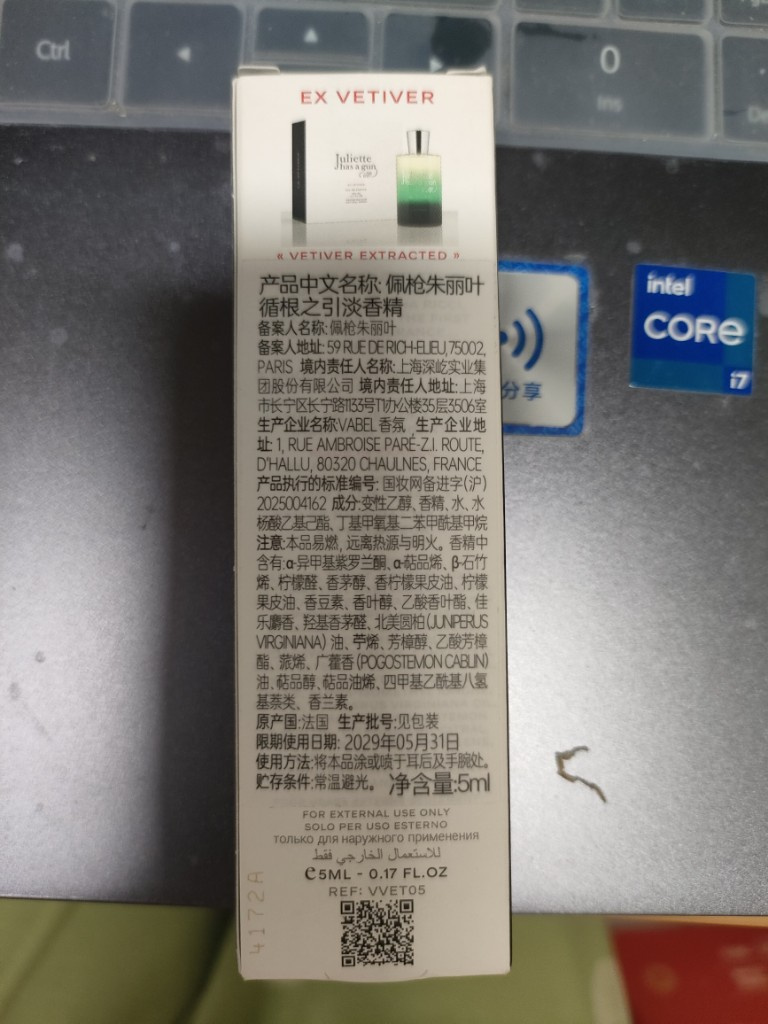 Ctrl
0
Ins
EX VETIVER
Juliette
has a gun
« VETIVER EXTRACTED »
intel
CORE
i7
分享
产品中文名称: 佩枪朱丽叶
循根之引淡香精
备案人名称:佩枪朱丽叶
备案人地址: 59 RUE DE RICH-ELIEU, 75002,
PARIS 境内责任人名称:上海深屹实业集
团股份有限公司 境内责任人地址:上海
市长宁区长宁路1133号T1办公楼35层3506室
生产企业名称:VABEL 香氛 生产企业地
址: 1, RUE AMBROISE PARÉ-Z.I. ROUTE,
D'HALLU, 80320 CHAULNES, FRANCE
产品执行的标准编号: 国妆网备进字(沪)
2025004162 成分:变性乙醇、香精、水、水
杨酸乙基己酯、丁基甲氧基二苯甲酰基甲烷
注意:本品易燃, 远离热源与明火。香精中
含有:α-异甲基紫罗兰酮、α-萜品烯、β-石竹
烯、柠檬醛、香茅醇、香柠檬果皮油、柠檬
果皮油、香豆素、香叶醇、乙酸香叶酯、佳
乐麝香、羟基香茅醛、北美圆柏(JUNIPERUS
VIRGINIANA) 油、苧烯、芳樟醇、乙酸芳樟
酯、蒎烯、广藿香(POGOSTEMON CABLIN)
油、萜品醇、萜品油烯、四甲基乙酰基八氢
基萘类、香兰素。
原产国:法国 生产批号:见包装
限期使用日期: 2029年05月31日
使用方法:将本品涂或喷于耳后及手腕处。
贮存条件:常温避光。 净含量:5ml
FOR EXTERNAL USE ONLY
SOLO PER USO ESTERNO
только для наружного применения
للاستعمال الخارجي فقط
℮5ML - 0.17 FL.OZ
REF: VVET05
4172A